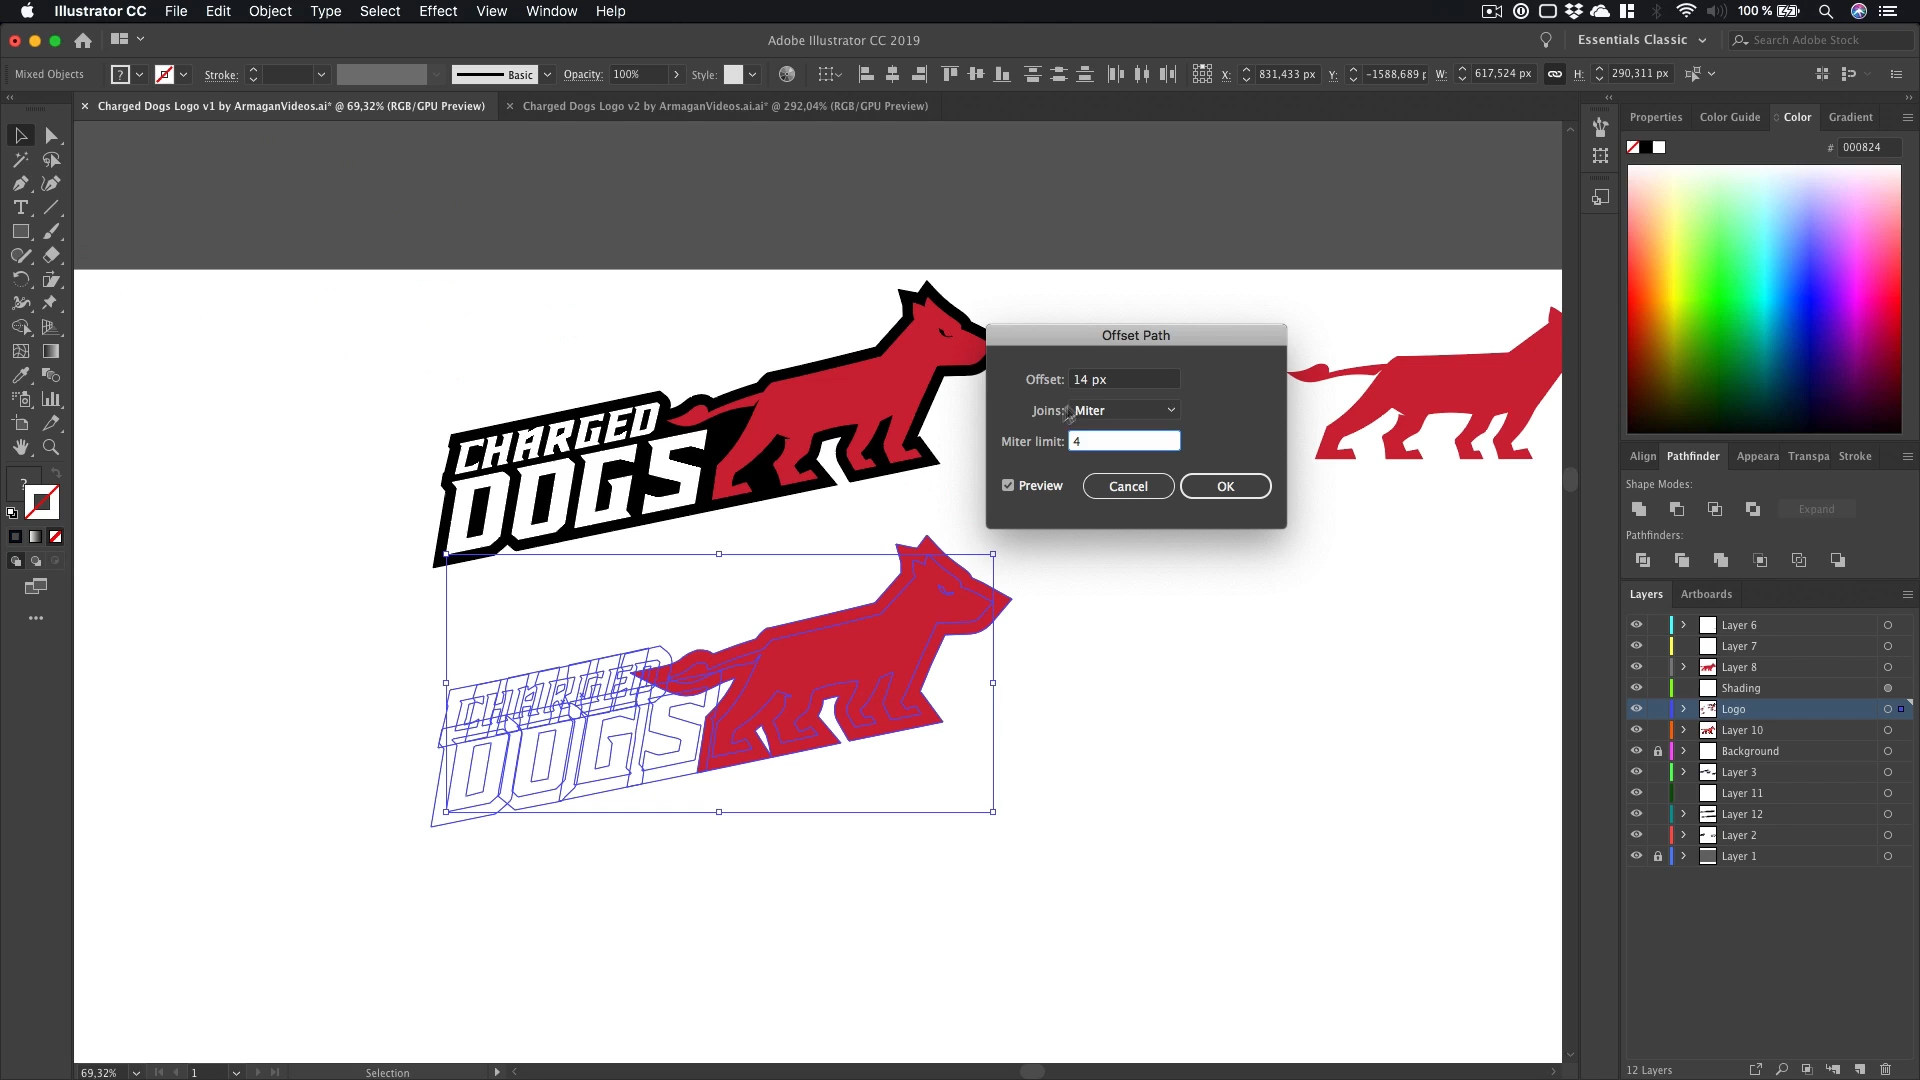 Illustrator CC File Edit Object Type Select Effect View Window Help 100 %
Adobe Illustrator CC 2019 Essentials Classic Search Adobe Stock
Mixed Objects ? Stroke: Basic Opacity: 100% Style: X: 831,433 px Y: -1588,689 W: 617,524 px H: 290,311 px
× Charged Dogs Logo v1 by ArmaganVideos.ai* @ 69,32% (RGB/GPU Preview) × Charged Dogs Logo v2 by ArmaganVideos.ai.ai* @ 292,04% (RGB/GPU Preview)
Properties Color Guide Color Gradient
# 000824
CHARGED
DOGS
Offset Path
Offset: 14 px
Joins: Miter
Miter limit: 4
Preview Cancel OK
CHARGED
DOGS
?
Align Pathfinder Appeara Transpa Stroke
Shape Modes:
Expand
Pathfinders:
Layers Artboards
Layer 6
Layer 7
Layer 8
Shading
Logo
Layer 10
Background
Layer 3
Layer 11
Layer 12
Layer 2
Layer 1
12 Layers
69,32% 1 Selection